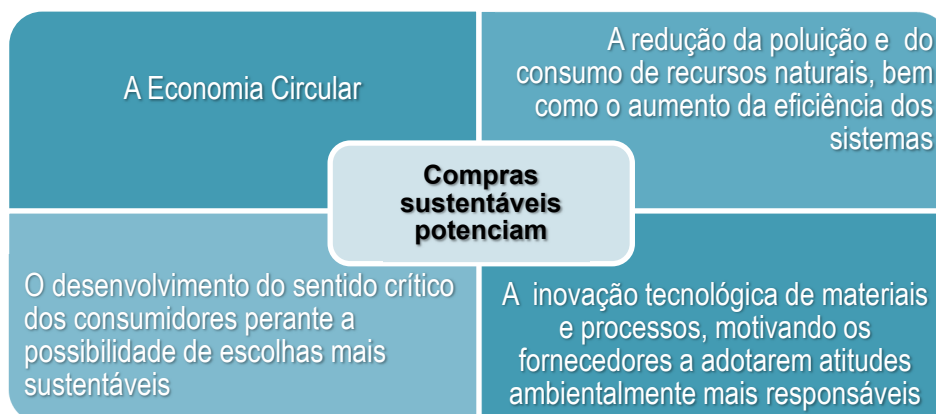 A Economia Circular
A redução da poluição e do
consumo de recursos naturais, bem
como o aumento da eficiência dos
sistemas
Compras
sustentáveis
potenciam
O desenvolvimento do sentido crítico
dos consumidores perante a
possibilidade de escolhas mais
sustentáveis
A inovação tecnológica de materiais
e processos, motivando os
fornecedores a adotarem atitudes
ambientalmente mais responsáveis